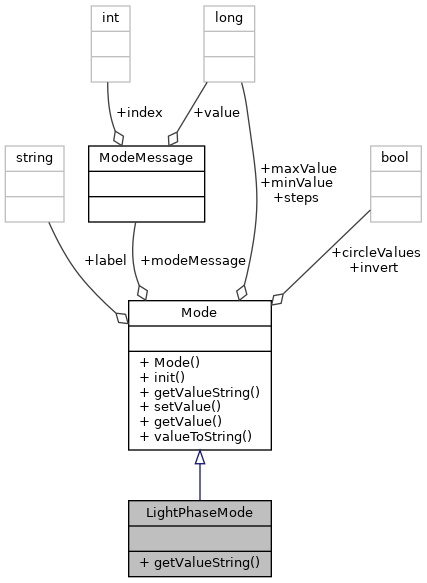 int
long
+index
+value
string
ModeMessage
bool
+maxValue
+minValue
+steps
+label
+modeMessage
+circleValues
+invert
Mode
+ Mode()
+ init()
+ getValueString()
+ setValue()
+ getValue()
+ valueToString()
LightPhaseMode
+ getValueString()